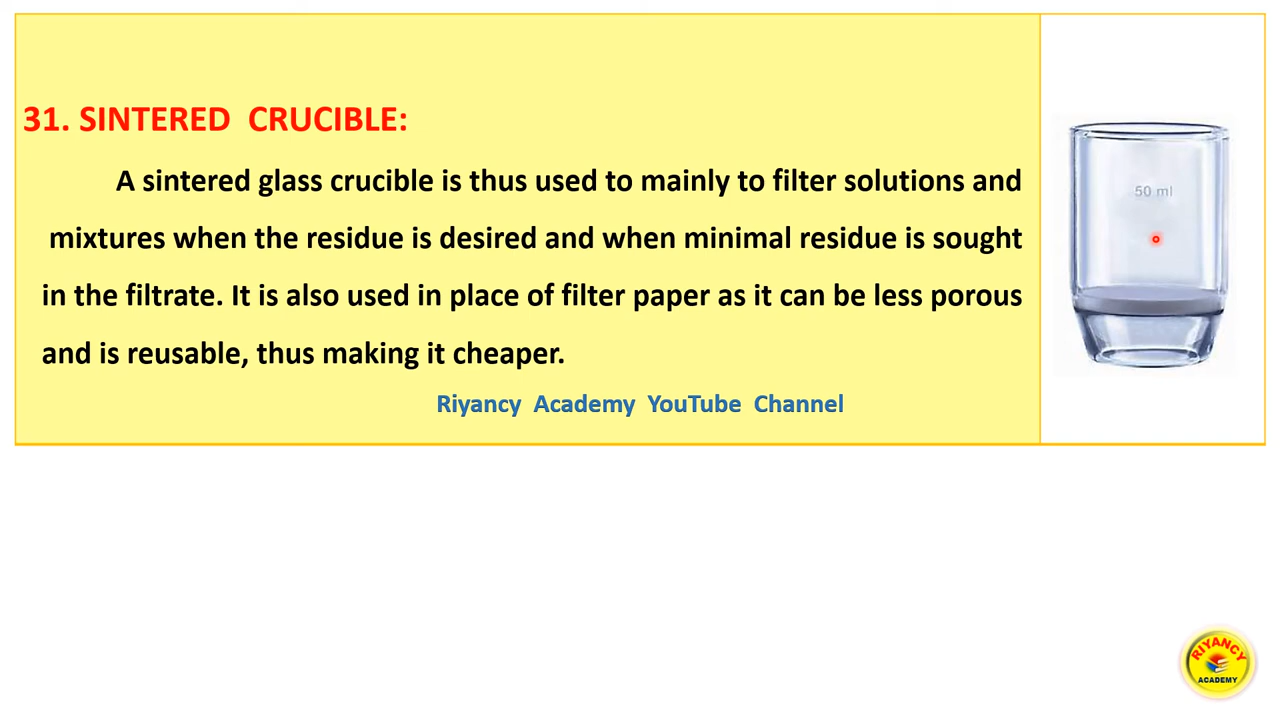 31. SINTERED CRUCIBLE:
A sintered glass crucible is thus used to mainly to filter solutions and
mixtures when the residue is desired and when minimal residue is sought
in the filtrate. It is also used in place of filter paper as it can be less porous
and is reusable, thus making it cheaper.
Riyancy Academy YouTube Channel
50 ml
RIYANCY
ACADEMY